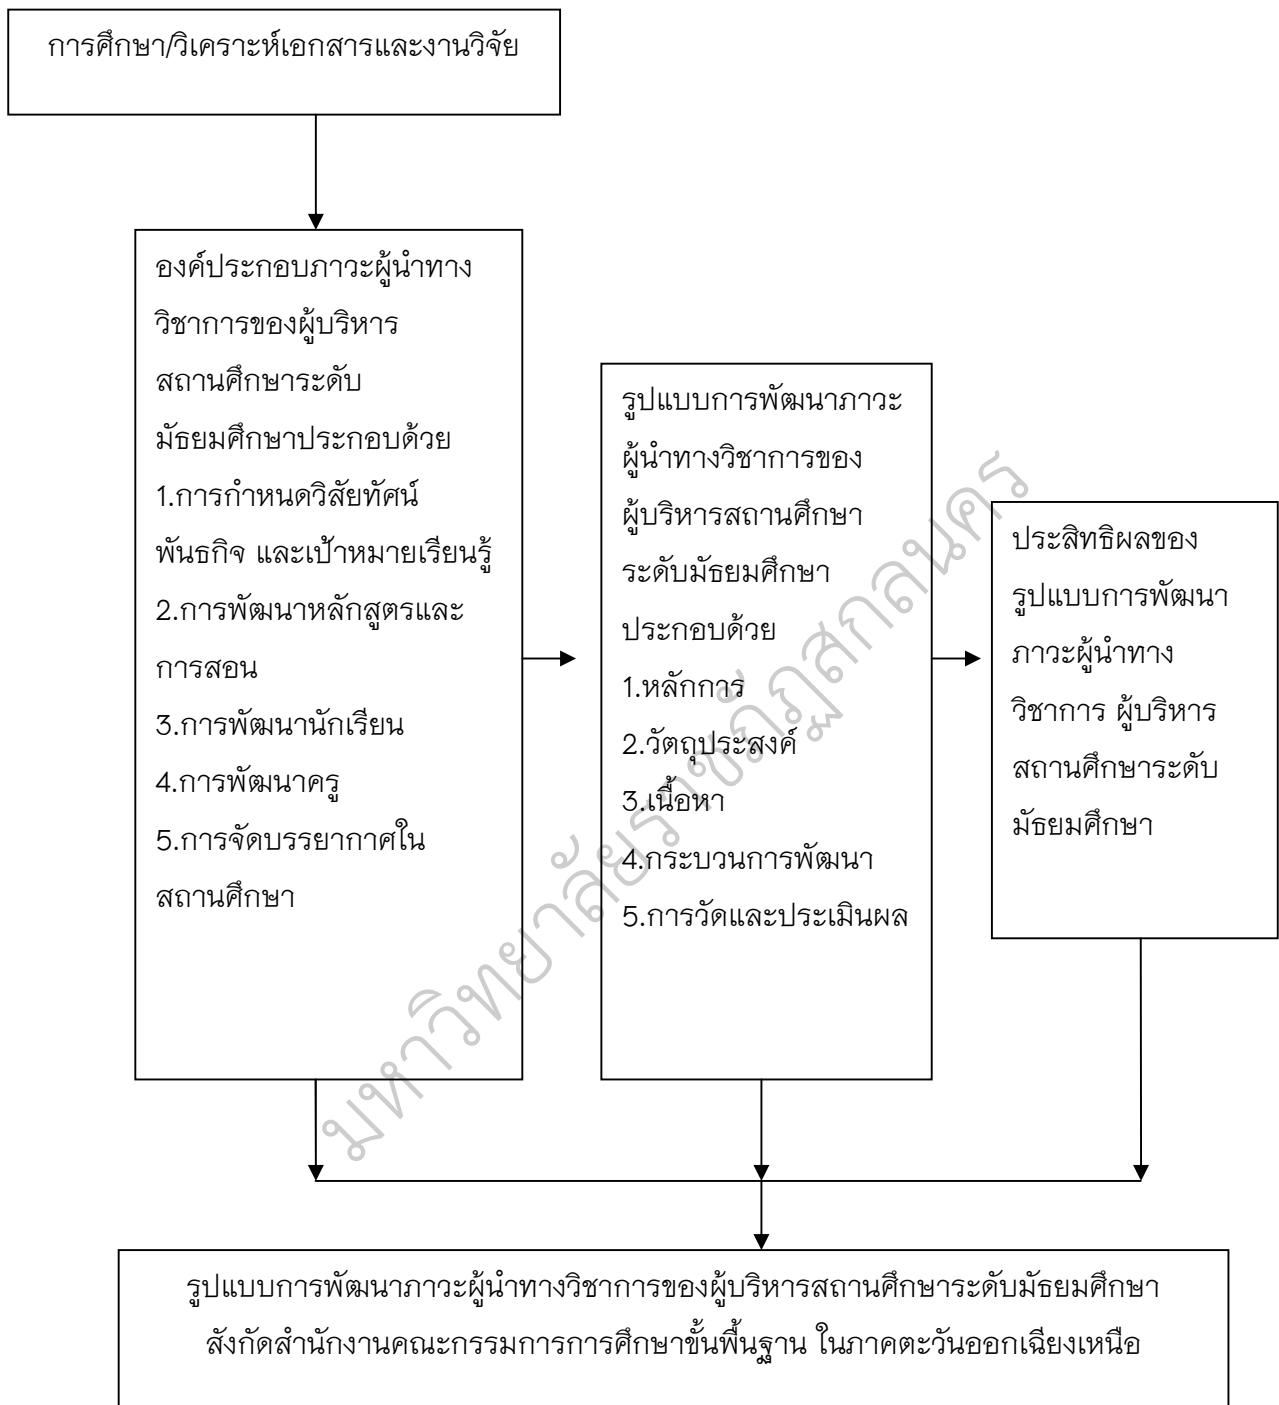 การศึกษา/วิเคราะห์เอกสารและงานวิจัย
องค์ประกอบภาวะผู้นำทาง
วิชาการของผู้บริหาร
สถานศึกษาระดับ
มัธยมศึกษาประกอบด้วย
1.การกำหนดวิสัยทัศน์
พันธกิจ และเป้าหมายเรียนรู้
2.การพัฒนาหลักสูตรและ
การสอน
3.การพัฒนานักเรียน
4.การพัฒนาครู
5.การจัดบรรยากาศใน
สถานศึกษา
รูปแบบการพัฒนาภาวะ
ผู้นำทางวิชาการของ
ผู้บริหารสถานศึกษา
ระดับมัธยมศึกษา
ประกอบด้วย
1.หลักการ
2.วัตถุประสงค์
3.เนื้อหา
4.กระบวนการพัฒนา
5.การวัดและประเมินผล
ประสิทธิผลของ
รูปแบบการพัฒนา
ภาวะผู้นำทาง
วิชาการ ผู้บริหาร
สถานศึกษาระดับ
มัธยมศึกษา
มหาวิทยาลัยราชภัฏสกลนคร
รูปแบบการพัฒนาภาวะผู้นำทางวิชาการของผู้บริหารสถานศึกษาระดับมัธยมศึกษา
สังกัดสำนักงานคณะกรรมการการศึกษาขั้นพื้นฐาน ในภาคตะวันออกเฉียงเหนือ